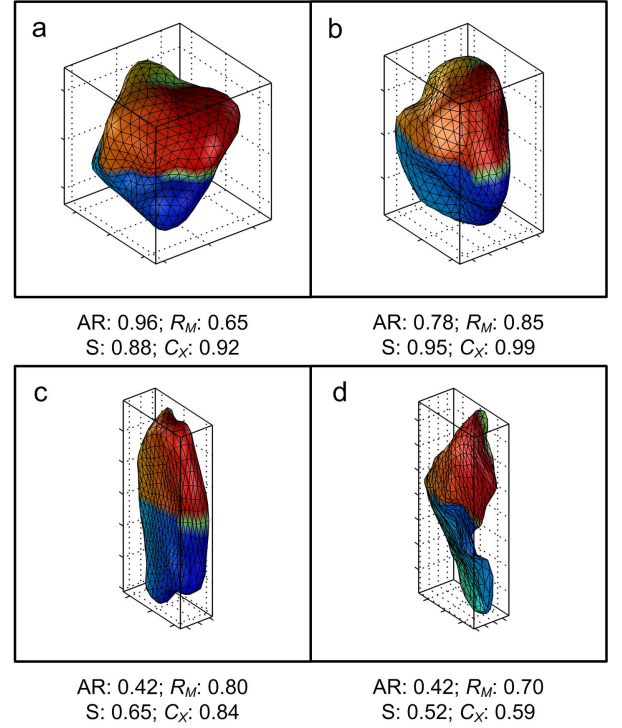 a
b
AR: 0.96; R_M: 0.65
S: 0.88; C_X: 0.92
AR: 0.78; R_M: 0.85
S: 0.95; C_X: 0.99
c
d
AR: 0.42; R_M: 0.80
S: 0.65; C_X: 0.84
AR: 0.42; R_M: 0.70
S: 0.52; C_X: 0.59